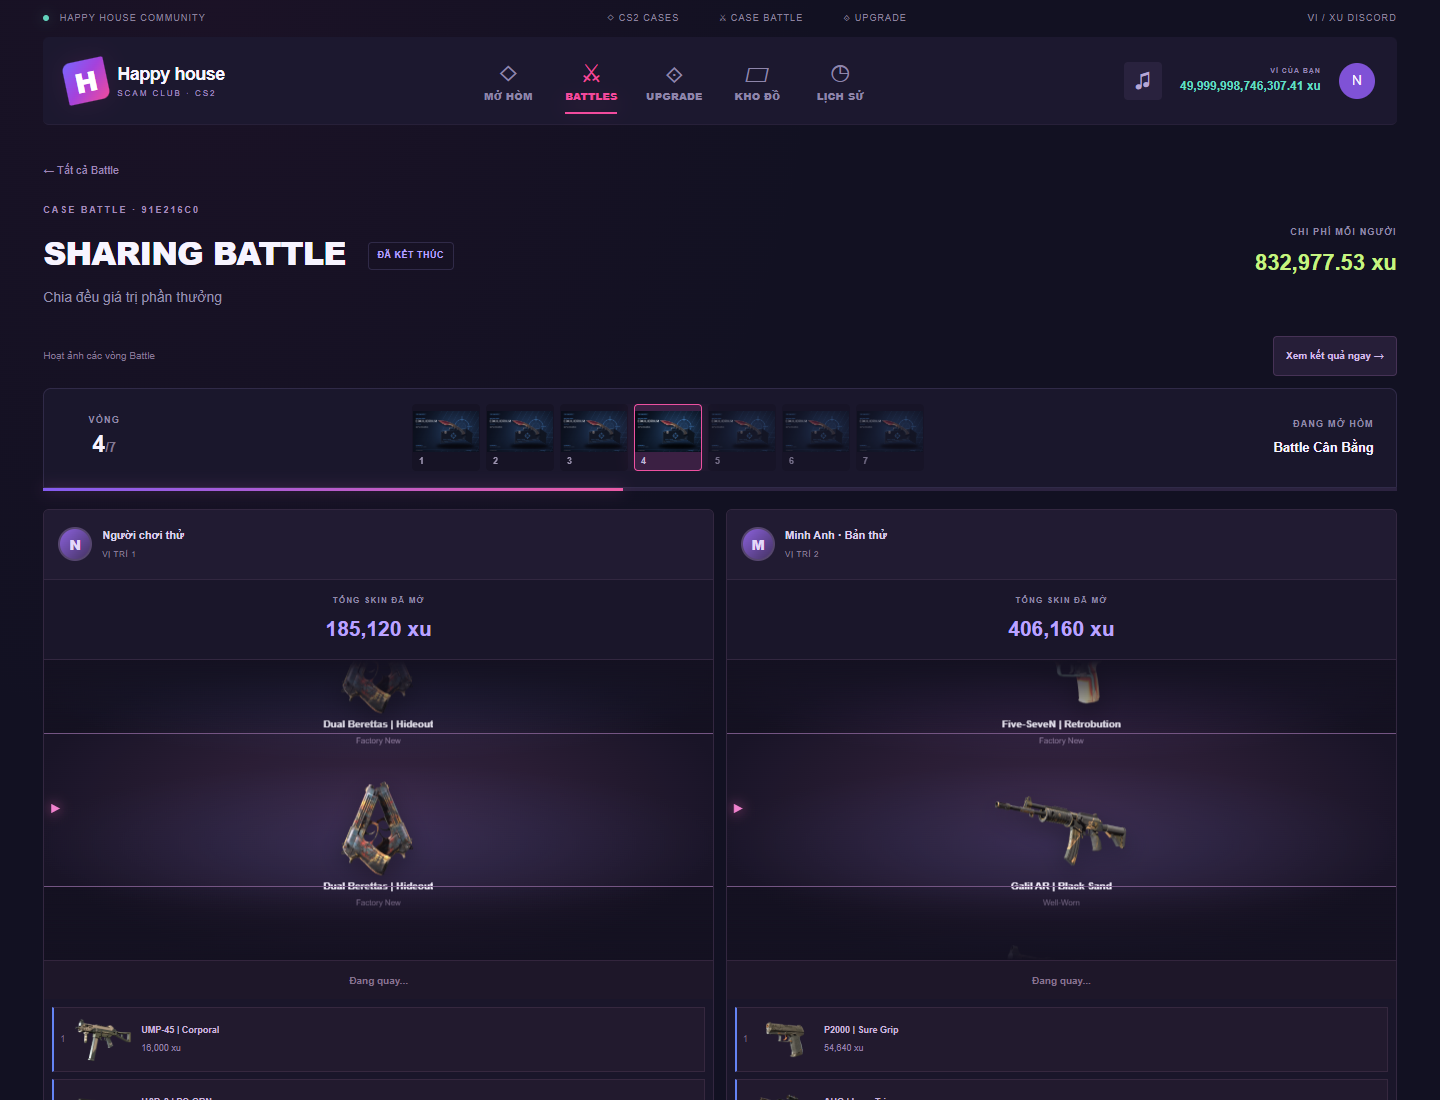 HAPPY HOUSE COMMUNITY
CS2 CASES
CASE BATTLE
UPGRADE
VI / XU DISCORD
H
Happy house
SCAM CLUB · CS2
MỞ HÒM
BATTLES
UPGRADE
KHO ĐỒ
LỊCH SỬ
VÍ CỦA BẠN
49,999,998,746,307.41 xu
N
← Tất cả Battle
CASE BATTLE · 91E216C0
SHARING BATTLE
ĐÃ KẾT THÚC
Chia đều giá trị phần thưởng
CHI PHÍ MỖI NGƯỜI
832,977.53 xu
Hoạt ảnh các vòng Battle
Xem kết quả ngay →
VÒNG
4/7
1
2
3
4
5
6
7
ĐANG MỞ HÒM
Battle Cân Bằng
N
Người chơi thử
VỊ TRÍ 1
TỔNG SKIN ĐÃ MỞ
185,120 xu
Dual Berettas | Hideout
Factory New
Dual Berettas | Hideout
Factory New
Đang quay...
1
UMP-45 | Corporal
16,000 xu
M
Minh Anh · Bản thử
VỊ TRÍ 2
TỔNG SKIN ĐÃ MỞ
406,160 xu
Five-SeveN | Retrobution
Factory New
Galil AR | Black Sand
Well-Worn
Đang quay...
1
P2000 | Sure Grip
54,640 xu